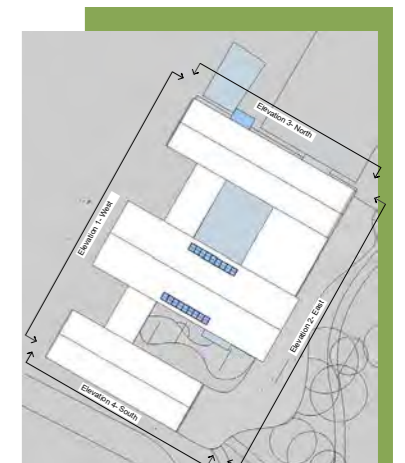 Elevation 3- North
Elevation 1- West
Elevation 2- East
Elevation 4- South